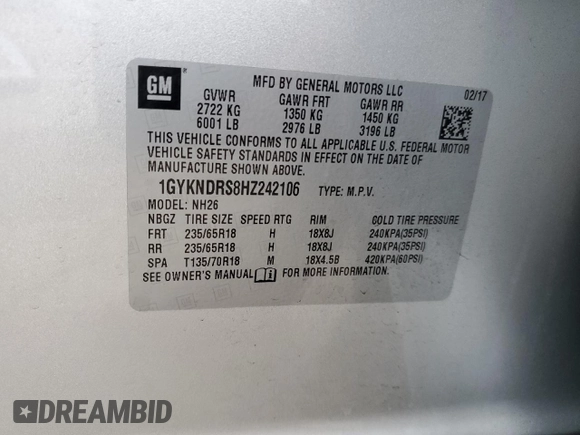 GM
MFD BY GENERAL MOTORS LLC 02/17
GVWR GAWR FRT GAWR RR
2722 KG 1350 KG 1450 KG
6001 LB 2976 LB 3196 LB
THIS VEHICLE CONFORMS TO ALL APPLICABLE U.S. FEDERAL MOTOR
VEHICLE SAFETY STANDARDS IN EFFECT ON THE DATE OF
MANUFACTURE SHOWN ABOVE.
1GYKNDRS8HZ242106 TYPE: M.P.V.
MODEL: NH26
NBGZ TIRE SIZE SPEED RTG RIM COLD TIRE PRESSURE
FRT 235/65R18 H 18X8J 240KPA(35PSI)
RR 235/65R18 H 18X8J 240KPA(35PSI)
SPA T135/70R18 M 18X4.5B 420KPA(60PSI)
SEE OWNER'S MANUAL FOR MORE INFORMATION.
DREAMBID